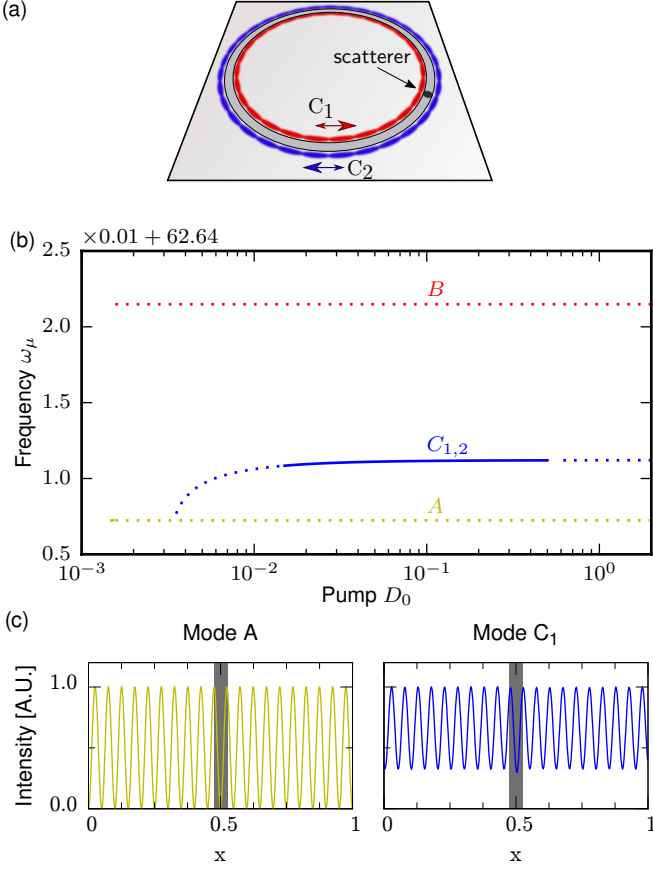 (a)
scatterer
C₁
C₂
(b)
×0.01 + 62.64
2.5
2.0
1.5
1.0
0.5
Frequency ω_μ
B
C₁,₂
A
10⁻³
10⁻²
10⁻¹
10⁰
Pump D₀
(c)
Mode A
Mode C₁
Intensity [A.U.]
1.0
0.0
0
0.5
1
0
0.5
1
x
x